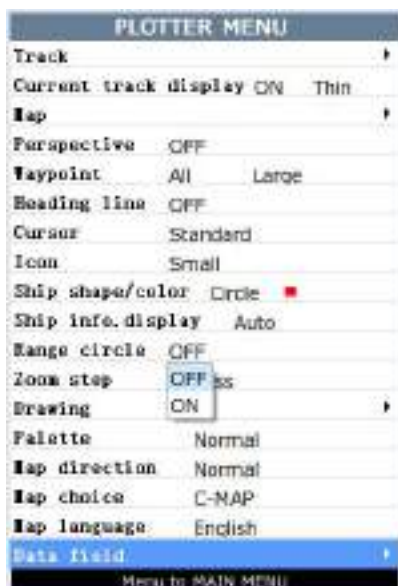 PLOTTER MENU
Track
Current track display ON Thin
Map
Perspective OFF
Waypoint All Large
Heading line OFF
Cursor Standard
Icon Small
Ship shape/color Circle
Ship info.display Auto
Range circle OFF
Zoom step OFF ss
Drawing ON
Palette Normal
Map direction Normal
Map choice C-MAP
Map language English
Data field
Menu to MAIN MENU